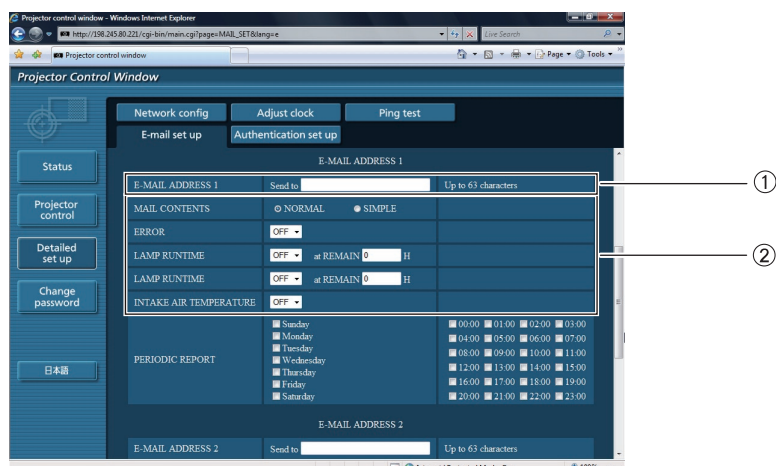 Projector control window - Windows Internet Explorer
http://198.245.80.221/cgi-bin/main.cgi?page=MAIL_SET&lang=e
Live Search
Projector control window
Page
Tools
Projector Control Window
Network config Adjust clock Ping test
E-mail set up Authentication set up
Status
Projector control
Detailed set up
Change password
日本語
E-MAIL ADDRESS 1
E-MAIL ADDRESS 1 Send to Up to 63 characters
①
MAIL CONTENTS NORMAL SIMPLE
ERROR OFF
LAMP RUNTIME OFF at REMAIN 0 H
②
LAMP RUNTIME OFF at REMAIN 0 H
INTAKE AIR TEMPERATURE OFF
PERIODIC REPORT
Sunday
Monday
Tuesday
Wednesday
Thursday
Friday
Saturday
00:00 01:00 02:00 03:00
04:00 05:00 06:00 07:00
08:00 09:00 10:00 11:00
12:00 13:00 14:00 15:00
16:00 17:00 18:00 19:00
20:00 21:00 22:00 23:00
E-MAIL ADDRESS 2
E-MAIL ADDRESS 2 Send to Up to 63 characters